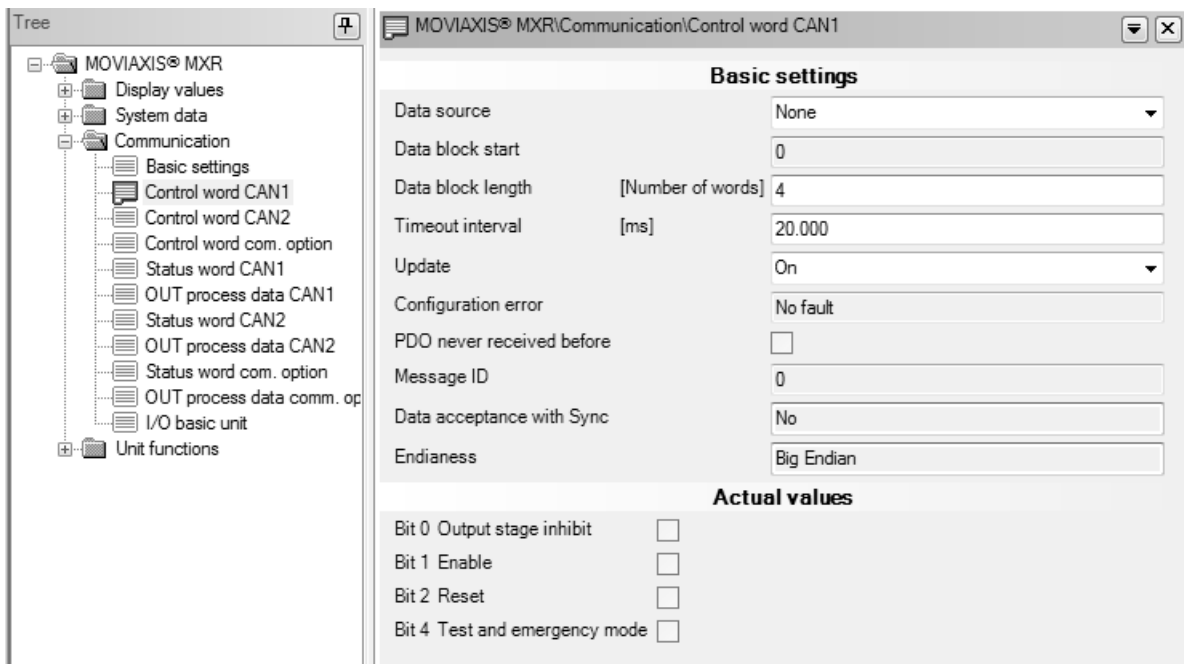 Tree
MOVIAXIS® MXR
Display values
System data
Communication
Basic settings
Control word CAN1
Control word CAN2
Control word com. option
Status word CAN1
OUT process data CAN1
Status word CAN2
OUT process data CAN2
Status word com. option
OUT process data comm. op
I/O basic unit
Unit functions
MOVIAXIS® MXR\Communication\Control word CAN1
Basic settings
Data source None
Data block start 0
Data block length [Number of words] 4
Timeout interval [ms] 20.000
Update On
Configuration error No fault
PDO never received before
Message ID 0
Data acceptance with Sync No
Endianess Big Endian
Actual values
Bit 0 Output stage inhibit
Bit 1 Enable
Bit 2 Reset
Bit 4 Test and emergency mode